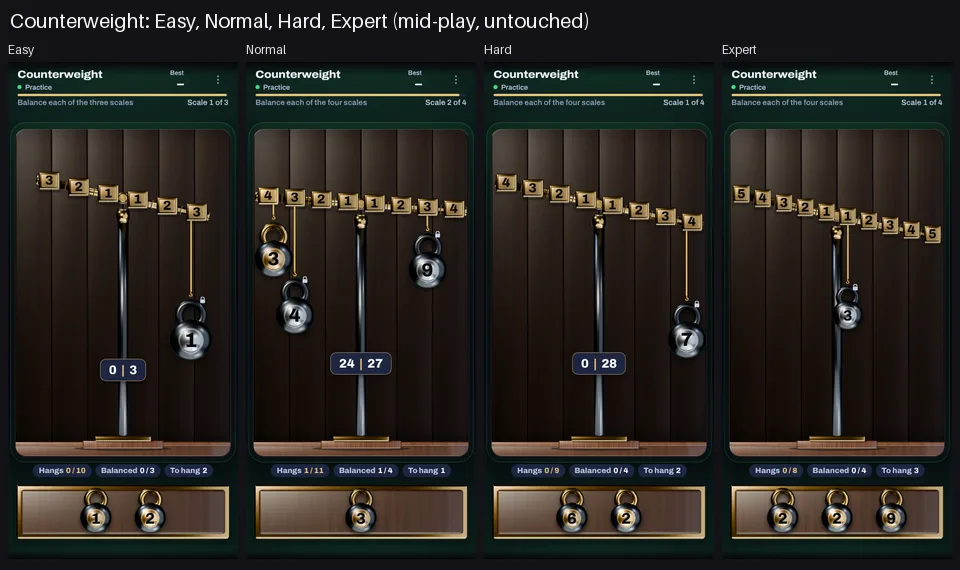 Counterweight: Easy, Normal, Hard, Expert (mid-play, untouched)
Easy
Counterweight
Best
Practice
–
Balance each of the three scales
Scale 1 of 3
3 2 1 1 2 3
1
0 | 3
Hangs 0/10
Balanced 0/3
To hang 2
1 2
Normal
Counterweight
Best
Practice
–
Balance each of the four scales
Scale 2 of 4
4 3 2 1 1 2 3 4
3
4
9
24 | 27
Hangs 1/11
Balanced 1/4
To hang 1
3
Hard
Counterweight
Best
Practice
–
Balance each of the four scales
Scale 1 of 4
4 3 2 1 1 2 3 4
7
0 | 28
Hangs 0/9
Balanced 0/4
To hang 2
6 2
Expert
Counterweight
Best
Practice
–
Balance each of the four scales
Scale 1 of 4
5 4 3 2 1 1 2 3 4 5
3
Hangs 0/8
Balanced 0/4
To hang 3
2 2 9